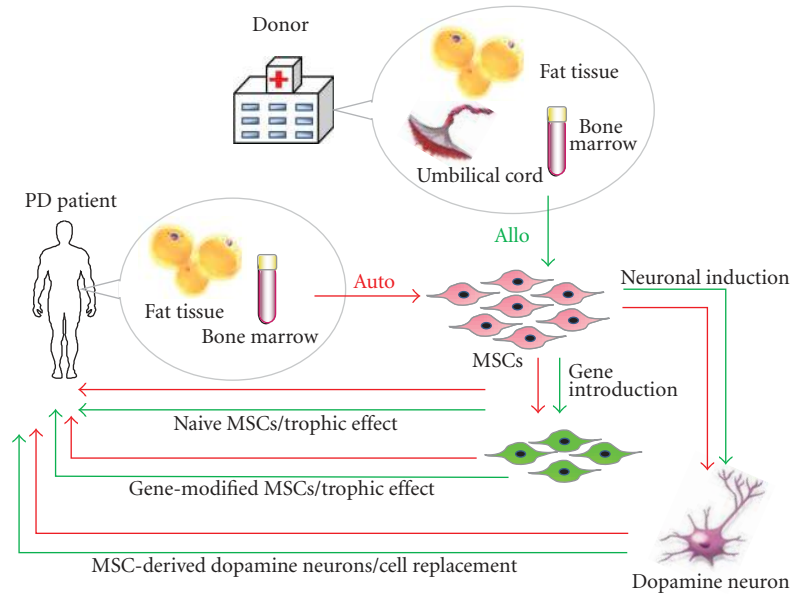 Donor
Fat tissue
Bone
marrow
Umbilical cord
PD patient
Allo
Auto
Neuronal induction
Fat tissue
Bone marrow
MSCs
Gene
introduction
Naive MSCs/trophic effect
Gene-modified MSCs/trophic effect
MSC-derived dopamine neurons/cell replacement
Dopamine neuron